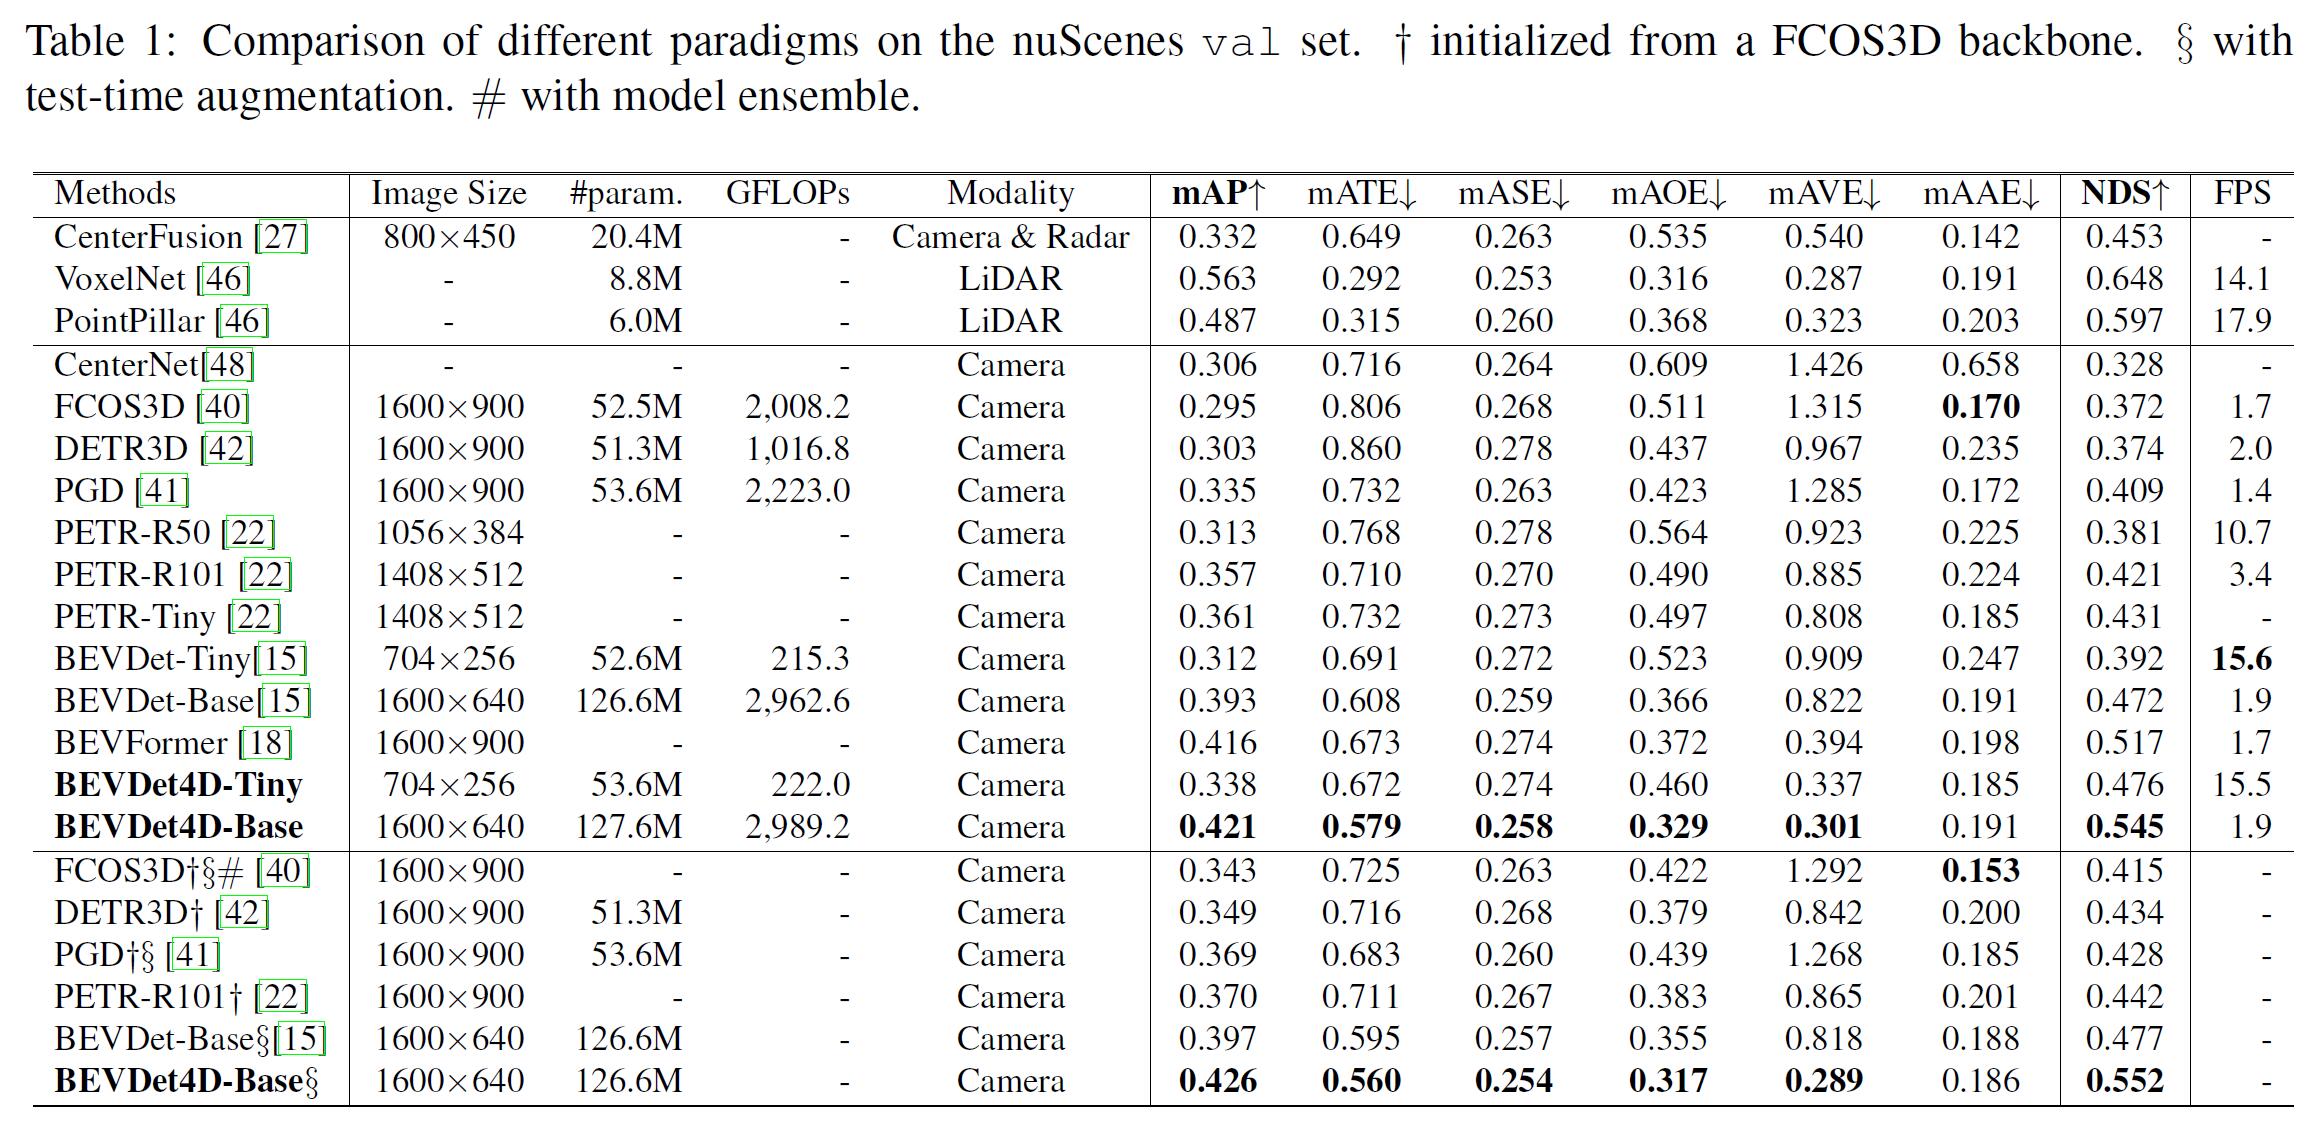 Table 1: Comparison of different paradigms on the nuScenes val set. † initialized from a FCOS3D backbone. § with
test-time augmentation. # with model ensemble.
Methods Image Size #param. GFLOPs Modality mAP↑ mATE↓ mASE↓ mAOE↓ mAVE↓ mAAE↓ NDS↑ FPS
CenterFusion [27] 800×450 20.4M - Camera & Radar 0.332 0.649 0.263 0.535 0.540 0.142 0.453 -
VoxelNet [46] - 8.8M - LiDAR 0.563 0.292 0.253 0.316 0.287 0.191 0.648 14.1
PointPillar [46] - 6.0M - LiDAR 0.487 0.315 0.260 0.368 0.323 0.203 0.597 17.9
CenterNet[48] - - - Camera 0.306 0.716 0.264 0.609 1.426 0.658 0.328 -
FCOS3D [40] 1600×900 52.5M 2,008.2 Camera 0.295 0.806 0.268 0.511 1.315 0.170 0.372 1.7
DETR3D [42] 1600×900 51.3M 1,016.8 Camera 0.303 0.860 0.278 0.437 0.967 0.235 0.374 2.0
PGD [41] 1600×900 53.6M 2,223.0 Camera 0.335 0.732 0.263 0.423 1.285 0.172 0.409 1.4
PETR-R50 [22] 1056×384 - - Camera 0.313 0.768 0.278 0.564 0.923 0.225 0.381 10.7
PETR-R101 [22] 1408×512 - - Camera 0.357 0.710 0.270 0.490 0.885 0.224 0.421 3.4
PETR-Tiny [22] 1408×512 - - Camera 0.361 0.732 0.273 0.497 0.808 0.185 0.431 -
BEVDet-Tiny[15] 704×256 52.6M 215.3 Camera 0.312 0.691 0.272 0.523 0.909 0.247 0.392 15.6
BEVDet-Base[15] 1600×640 126.6M 2,962.6 Camera 0.393 0.608 0.259 0.366 0.822 0.191 0.472 1.9
BEVFormer [18] 1600×900 - - Camera 0.416 0.673 0.274 0.372 0.394 0.198 0.517 1.7
BEVDet4D-Tiny 704×256 53.6M 222.0 Camera 0.338 0.672 0.274 0.460 0.337 0.185 0.476 15.5
BEVDet4D-Base 1600×640 127.6M 2,989.2 Camera 0.421 0.579 0.258 0.329 0.301 0.191 0.545 1.9
FCOS3D†§# [40] 1600×900 - - Camera 0.343 0.725 0.263 0.422 1.292 0.153 0.415 -
DETR3D† [42] 1600×900 51.3M - Camera 0.349 0.716 0.268 0.379 0.842 0.200 0.434 -
PGD†§ [41] 1600×900 53.6M - Camera 0.369 0.683 0.260 0.439 1.268 0.185 0.428 -
PETR-R101† [22] 1600×900 - - Camera 0.370 0.711 0.267 0.383 0.865 0.201 0.442 -
BEVDet-Base§[15] 1600×640 126.6M - Camera 0.397 0.595 0.257 0.355 0.818 0.188 0.477 -
BEVDet4D-Base§ 1600×640 126.6M - Camera 0.426 0.560 0.254 0.317 0.289 0.186 0.552 -